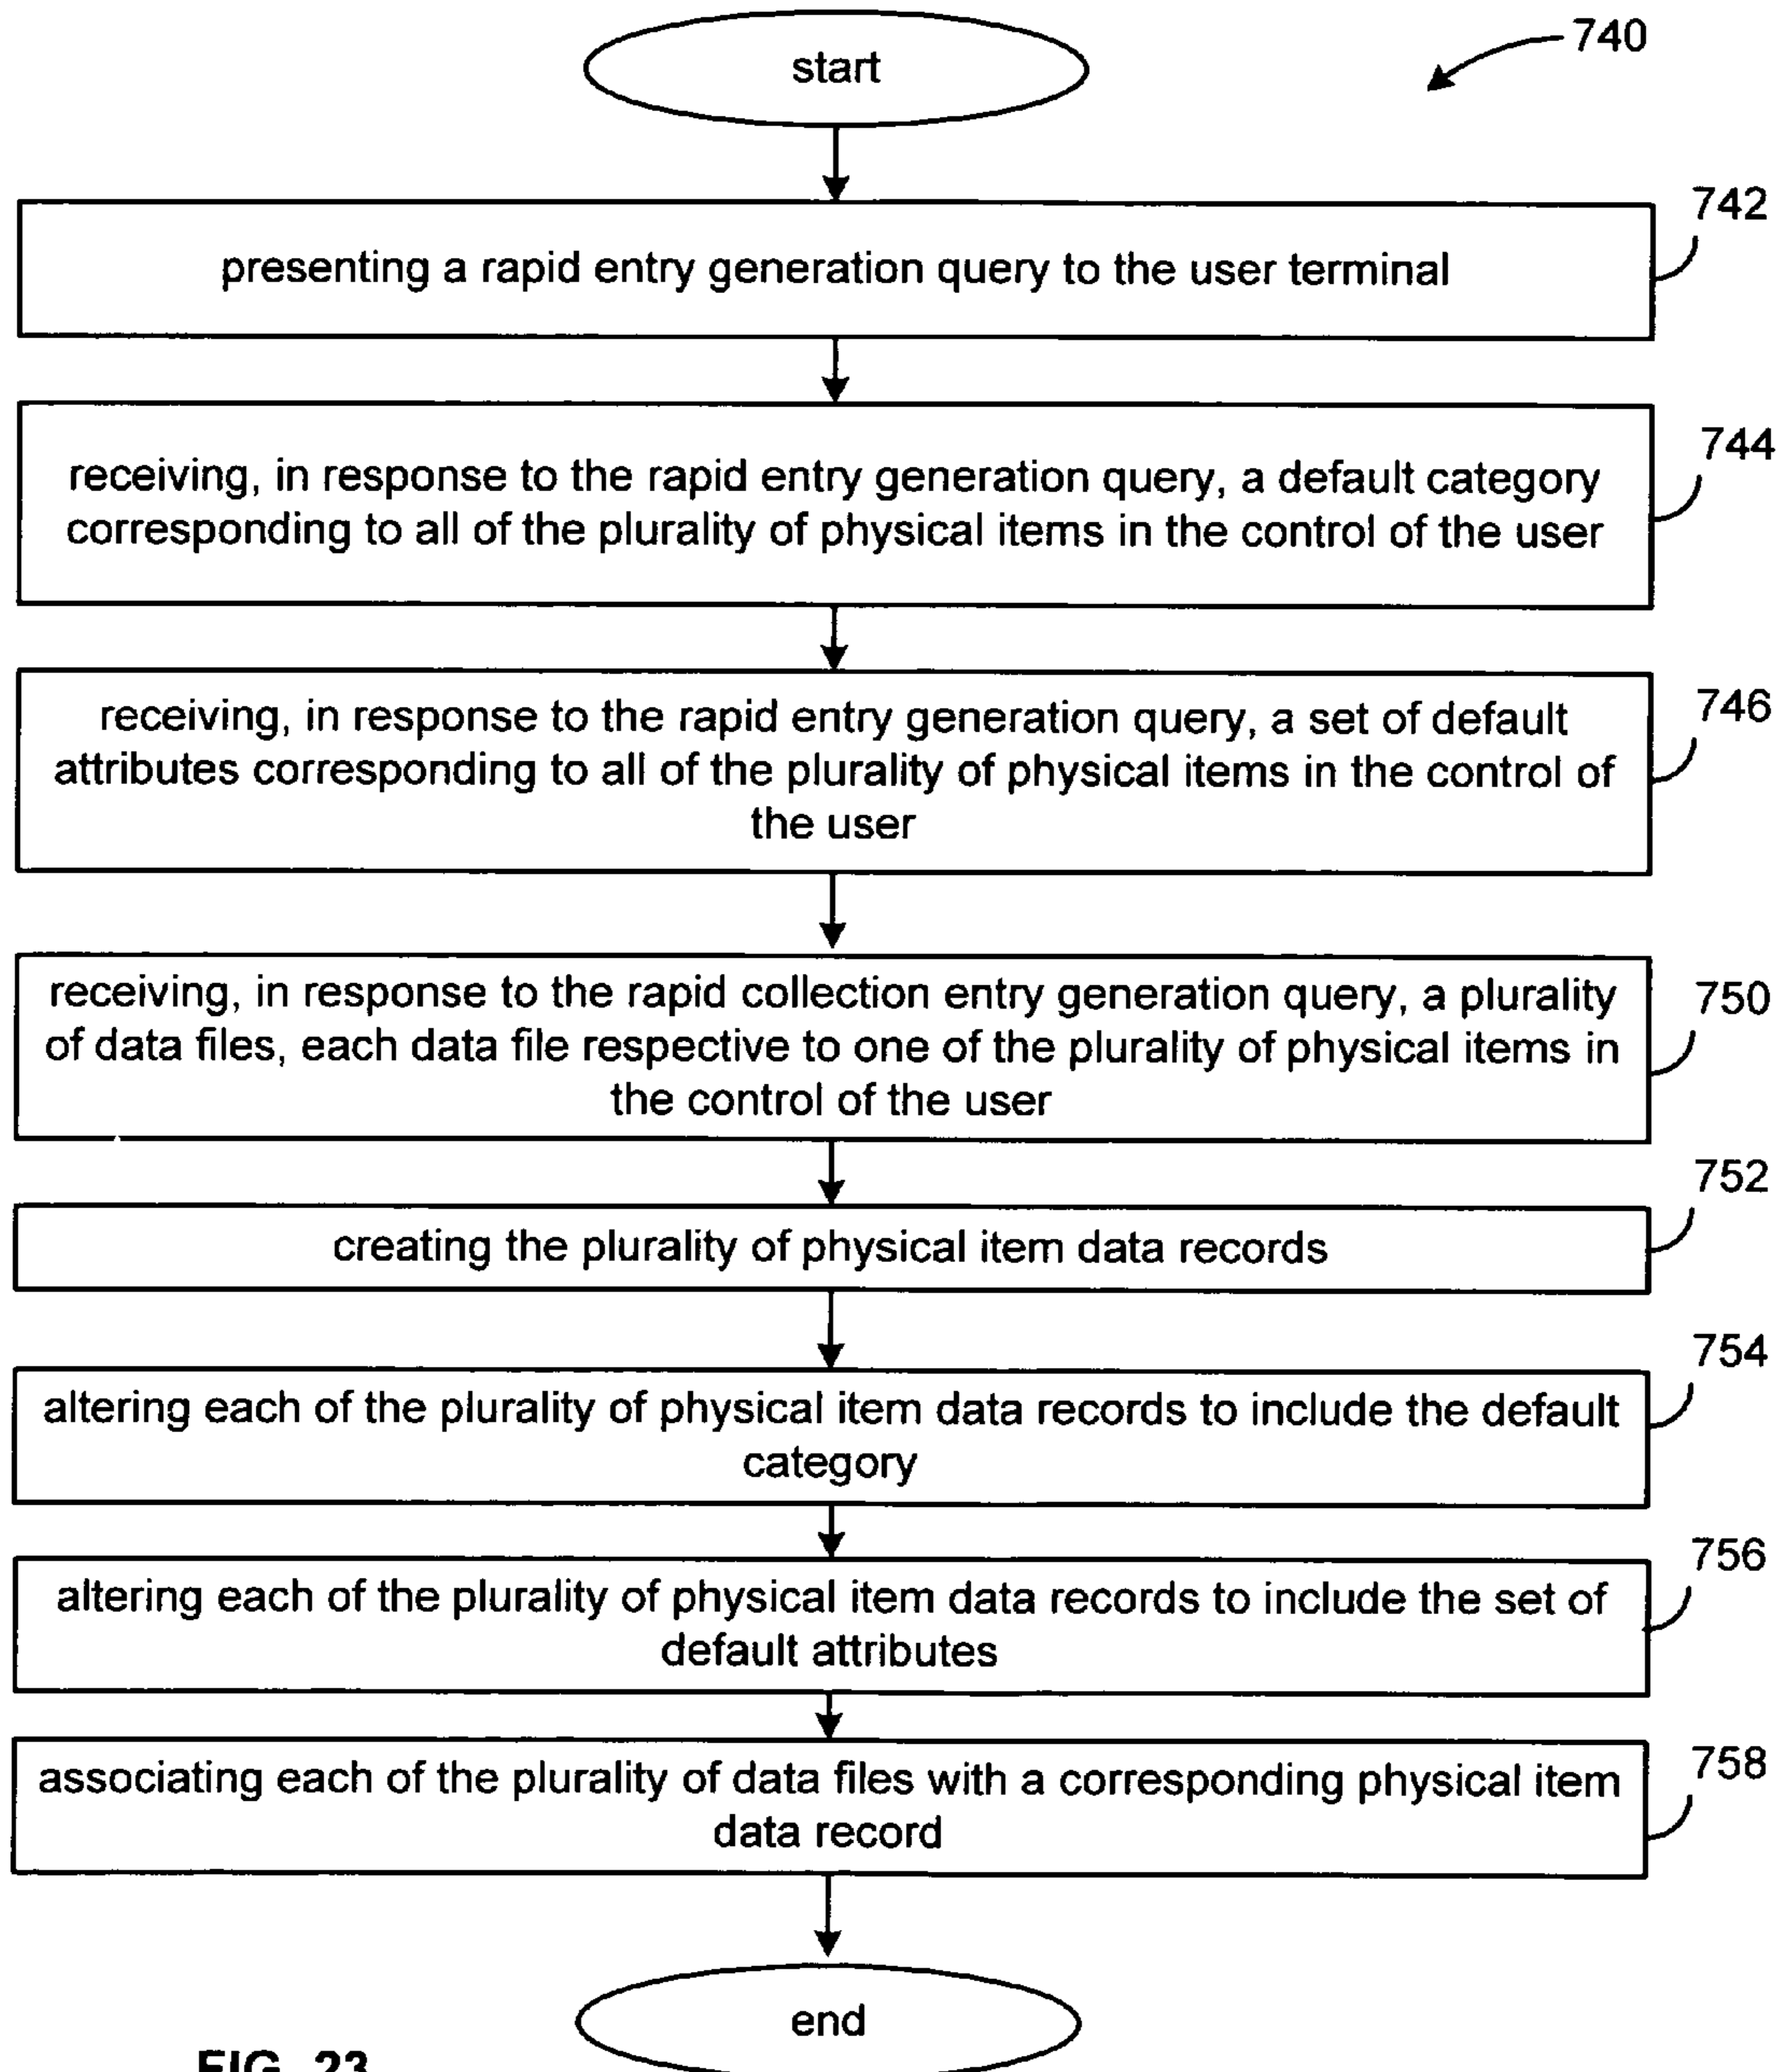 start
740
742
presenting a rapid entry generation query to the user terminal
744
receiving, in response to the rapid entry generation query, a default category
corresponding to all of the plurality of physical items in the control of the user
746
receiving, in response to the rapid entry generation query, a set of default
attributes corresponding to all of the plurality of physical items in the control of
the user
750
receiving, in response to the rapid collection entry generation query, a plurality
of data files, each data file respective to one of the plurality of physical items in
the control of the user
752
creating the plurality of physical item data records
754
altering each of the plurality of physical item data records to include the default
category
756
altering each of the plurality of physical item data records to include the set of
default attributes
758
associating each of the plurality of data files with a corresponding physical item
data record
end
FIG. 23